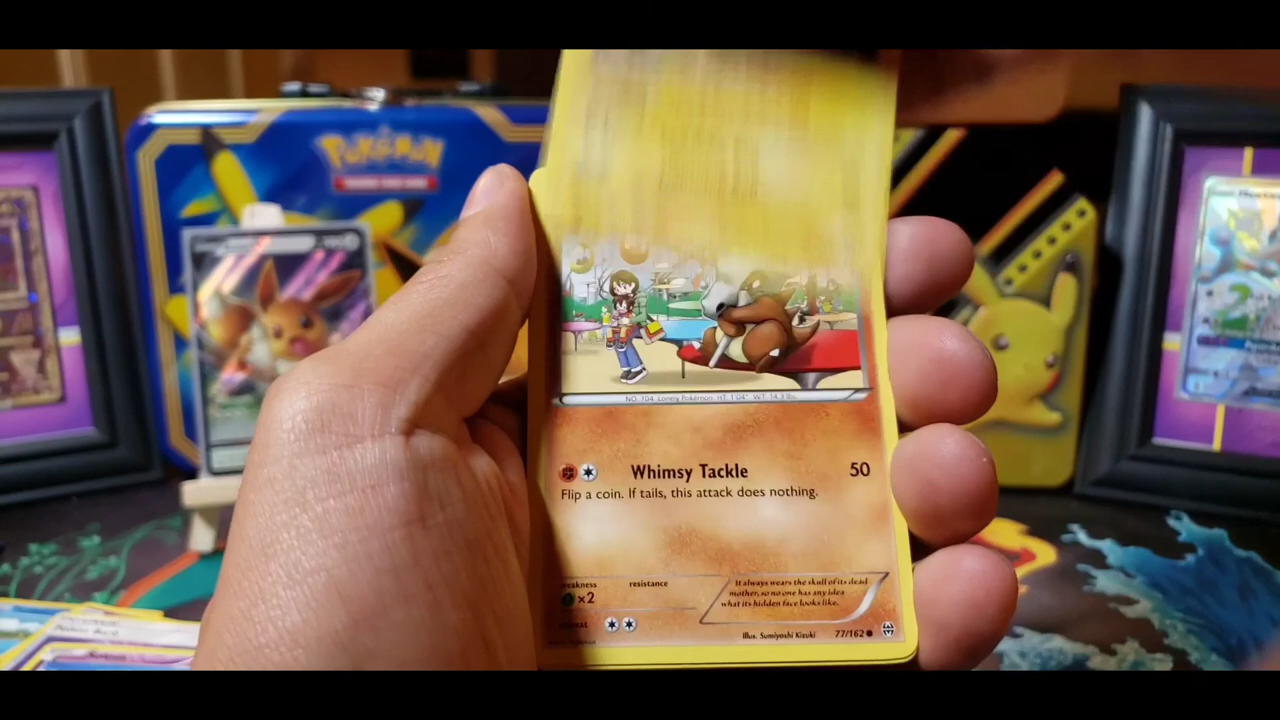 Pokémon
NO. 104 Lonely Pokémon HT: 1'04" WT: 14.3 lbs.
Whimsy Tackle 50
Flip a coin. If tails, this attack does nothing.
weakness
resistance
×2
It always wears the skull of its dead
mother, so no one has any idea
what its hidden face looks like.
Illus. Sumiyoshi Kizuki
77/162